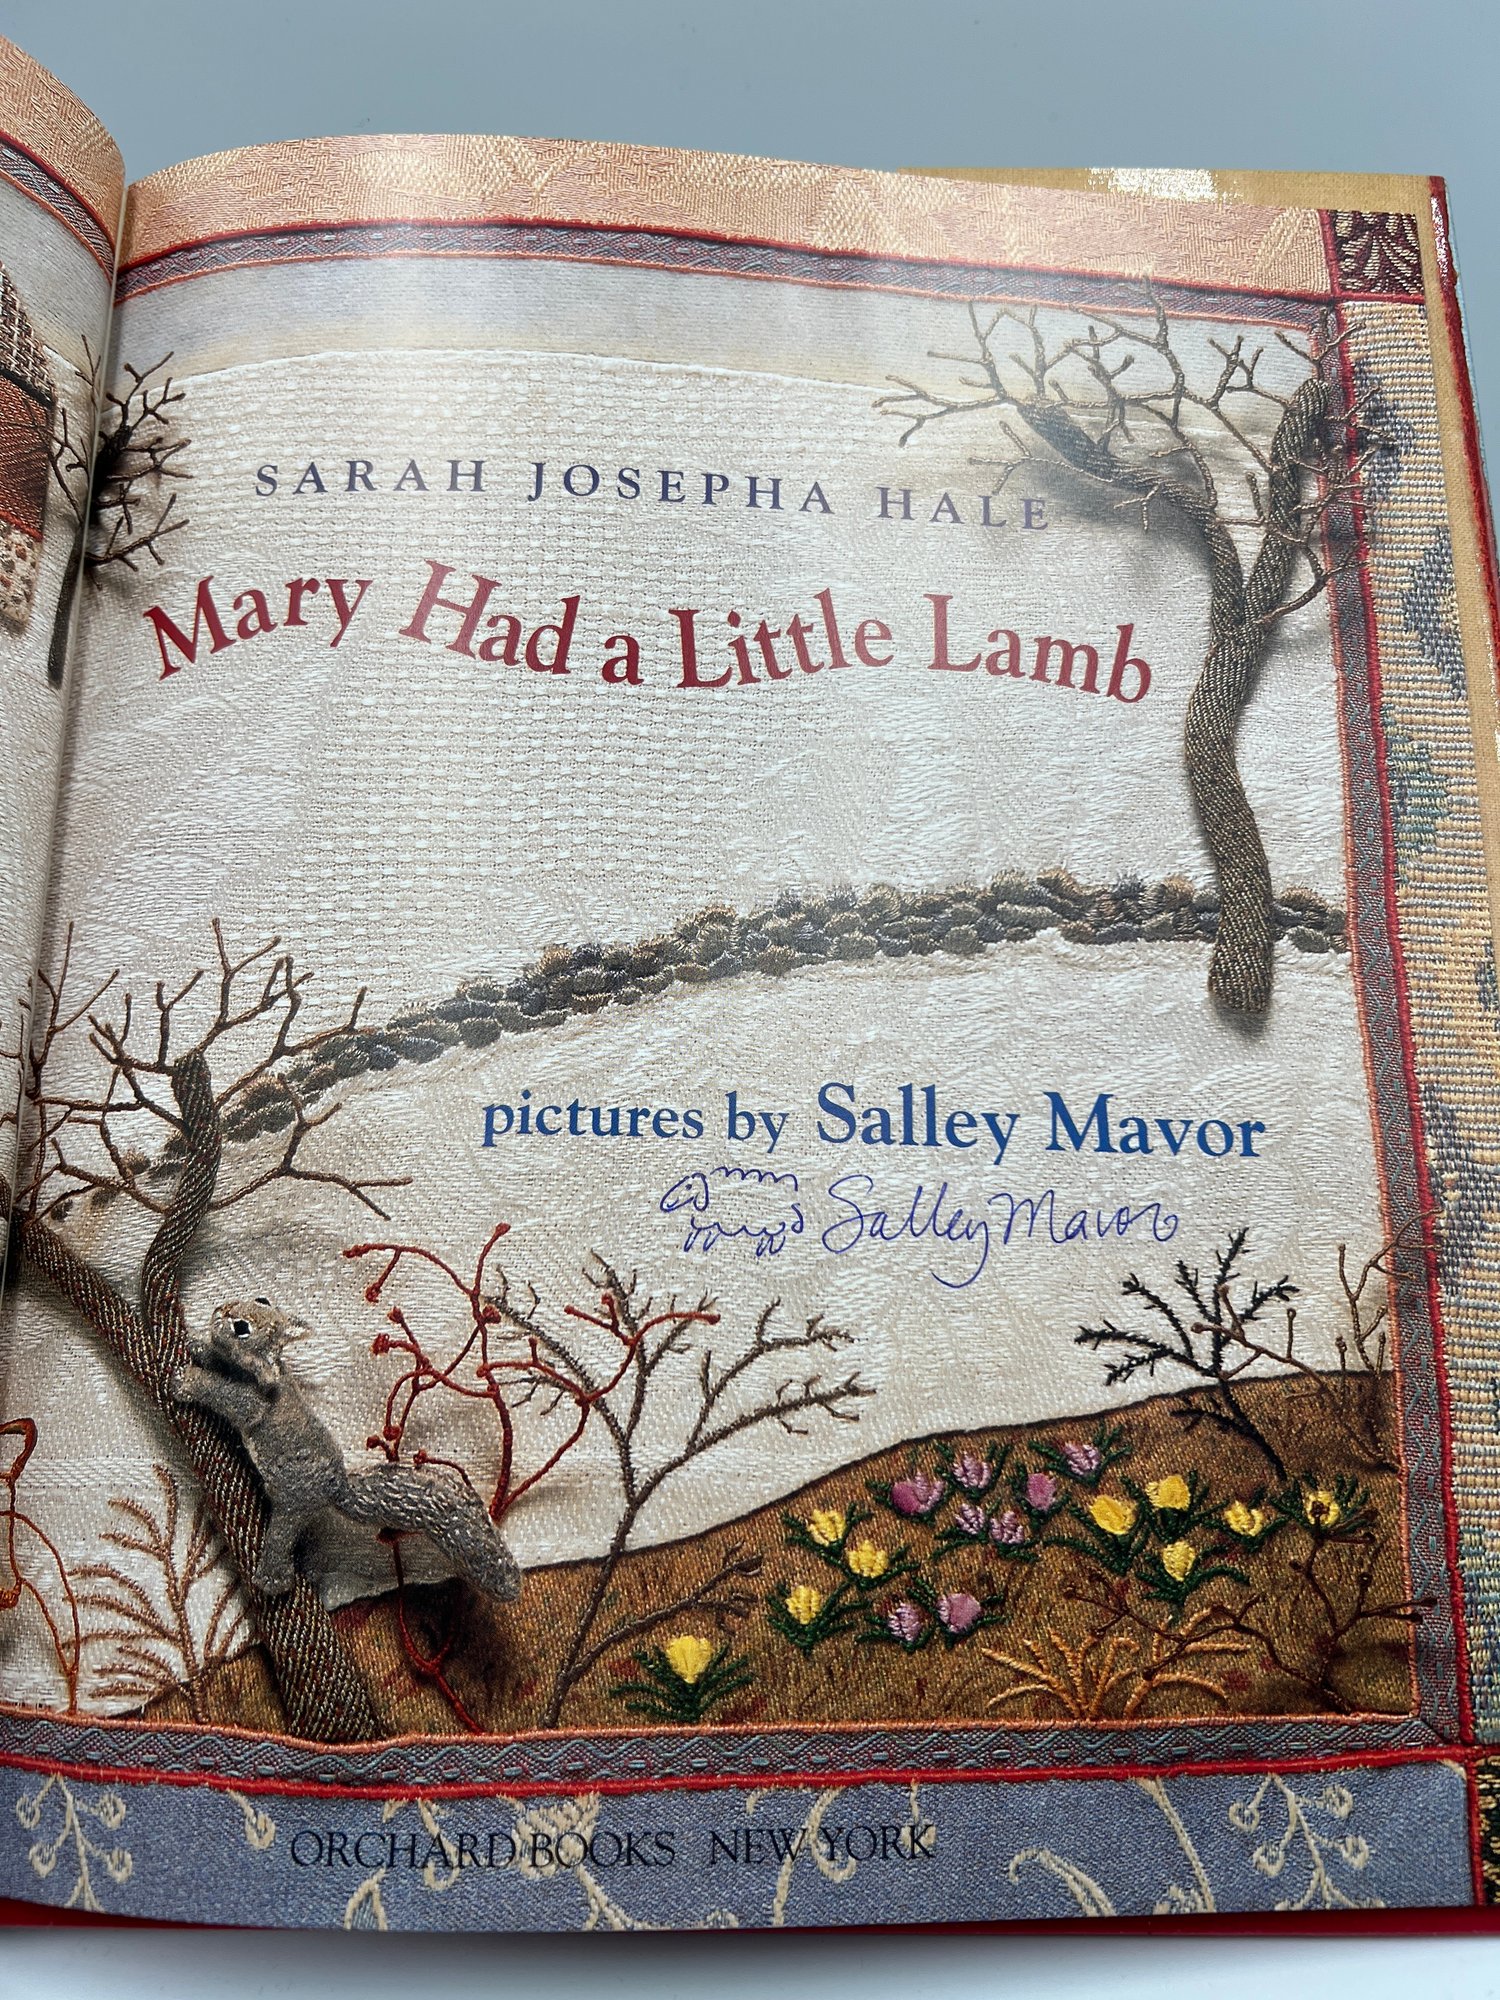 SARAH JOSEPHA HALE
Mary Had a Little Lamb
pictures by Salley Mavor
Salley Mavor
ORCHARD BOOKS NEW YORK